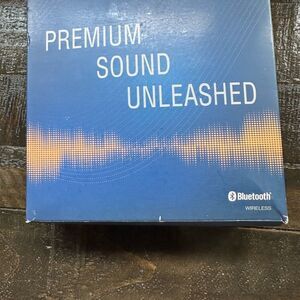 PREMIUM
SOUND
UNLEASHED
Bluetooth®
WIRELESS